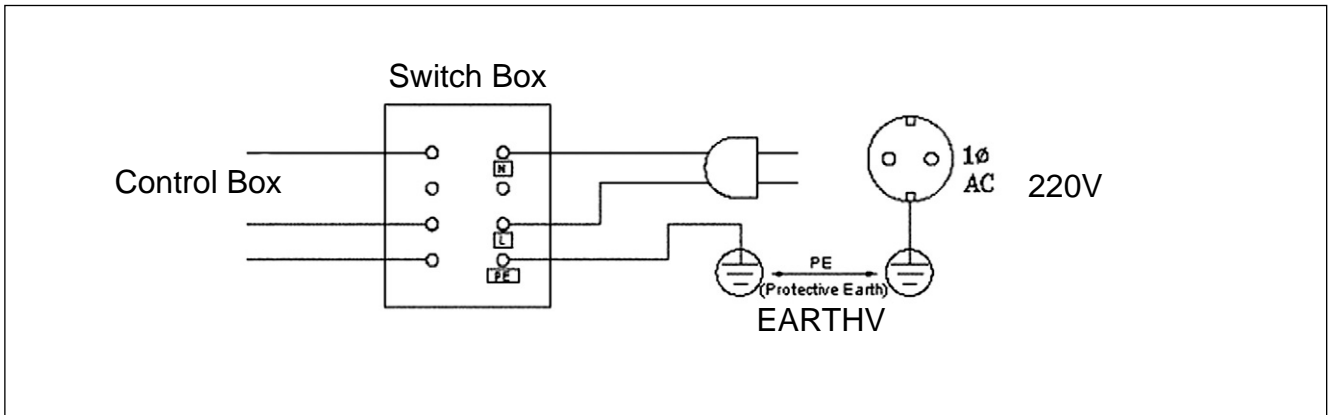 Switch Box
N
1ø
Control Box
AC
220V
L
PE
PE
(Protective Earth)
EARTHV